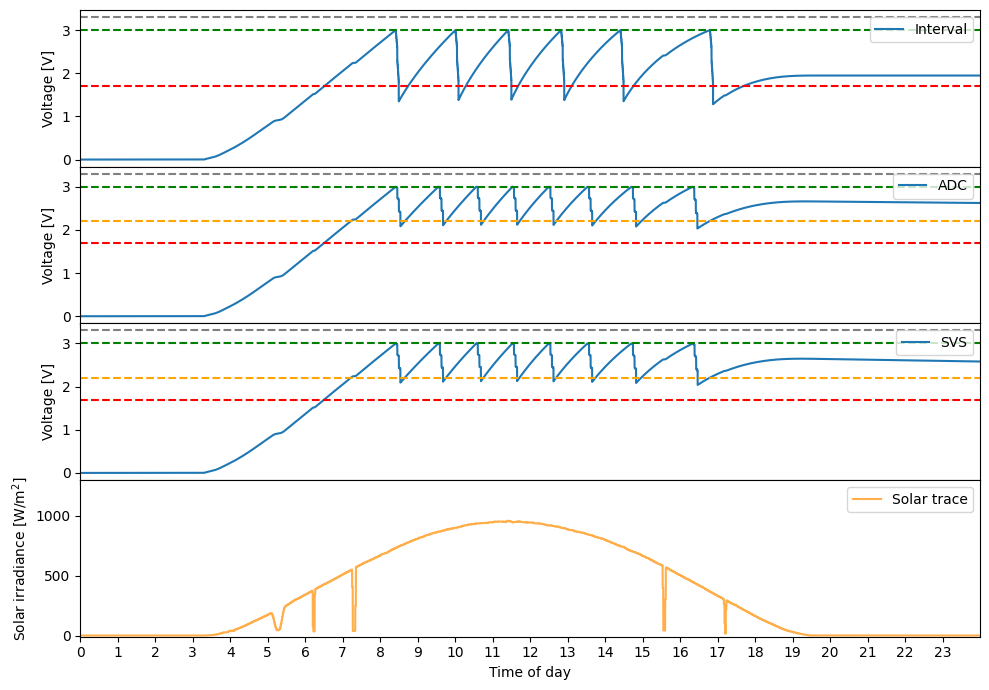 Voltage [V]
3
2
1
0
Interval
Voltage [V]
3
2
1
0
ADC
Voltage [V]
3
2
1
0
SVS
Solar irradiance [W/m²]
1000
500
0
Solar trace
0 1 2 3 4 5 6 7 8 9 10 11 12 13 14 15 16 17 18 19 20 21 22 23
Time of day